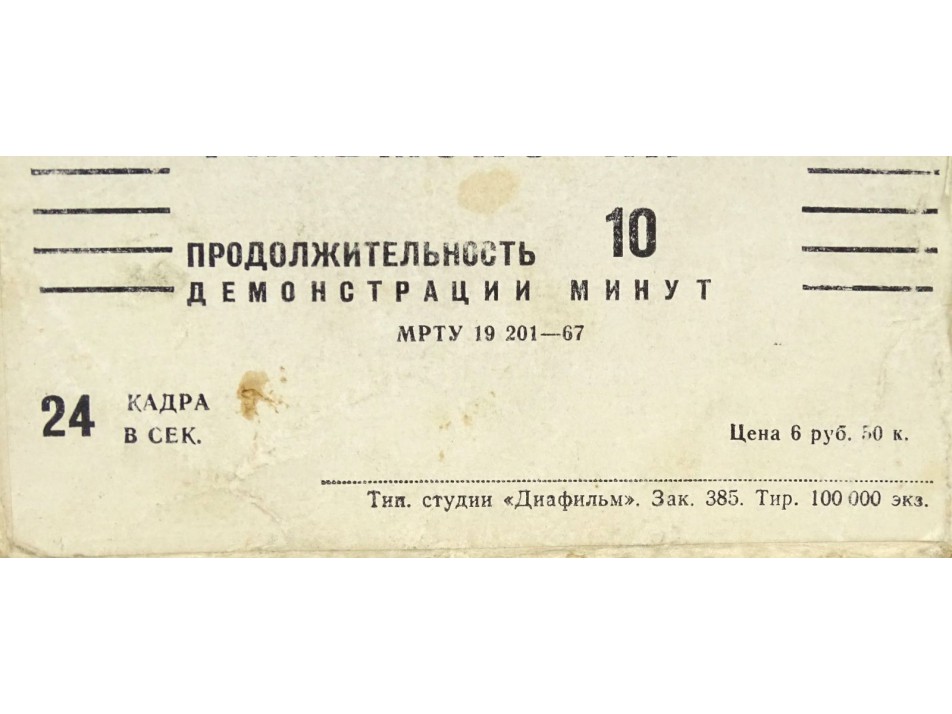 ПРОДОЛЖИТЕЛЬНОСТЬ 10
ДЕМОНСТРАЦИИ МИНУТ
МРТУ 19 201—67
24 КАДРА
В СЕК.
Цена 6 руб. 50 к.
Тип. студии «Диафильм». Зак. 385. Тир. 100 000 экз.